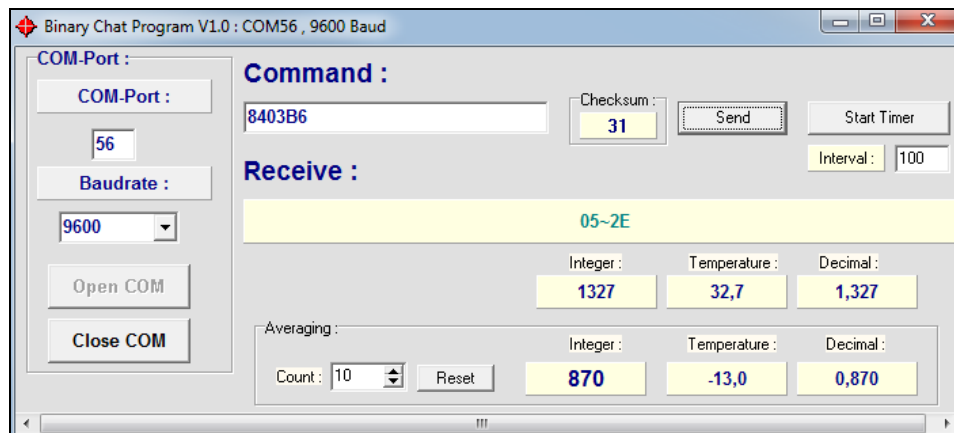 Binary Chat Program V1.0 : COM56 , 9600 Baud
COM-Port :
COM-Port :
56
Baudrate :
9600
Open COM
Close COM
Command :
8403B6
Checksum :
31
Send
Start Timer
Interval :
100
Receive :
05~2E
Integer :
Temperature :
Decimal :
1327
32,7
1,327
Averaging :
Count :
10
Reset
Integer :
Temperature :
Decimal :
870
-13,0
0,870